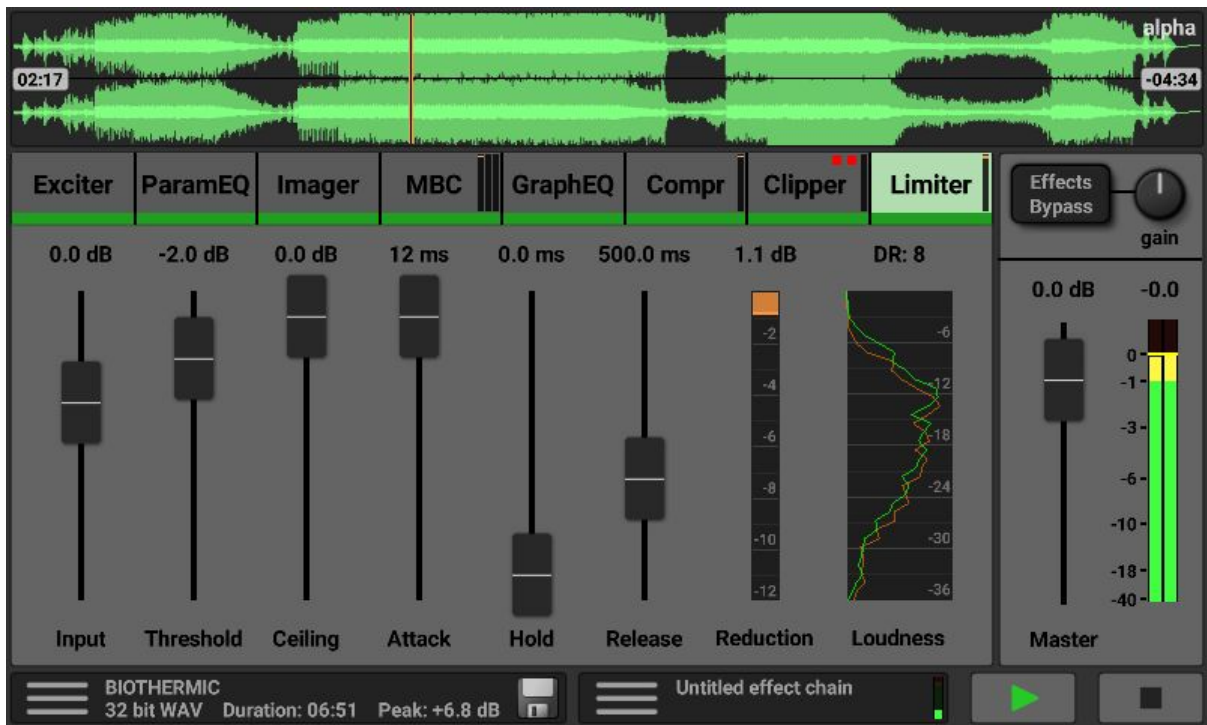 alpha
02:17
-04:34
Exciter ParamEQ Imager MBC GraphEQ Compr Clipper Limiter
Effects
Bypass
gain
0.0 dB -2.0 dB 0.0 dB 12 ms 0.0 ms 500.0 ms 1.1 dB DR: 8
0.0 dB -0.0
-2
-4
-6
-8
-10
-12
-6
-12
-18
-24
-30
-36
0
-1
-3
-6
-10
-18
-40
Input Threshold Ceiling Attack Hold Release Reduction Loudness
Master
BIOTHERMIC
32 bit WAV Duration: 06:51 Peak: +6.8 dB
Untitled effect chain